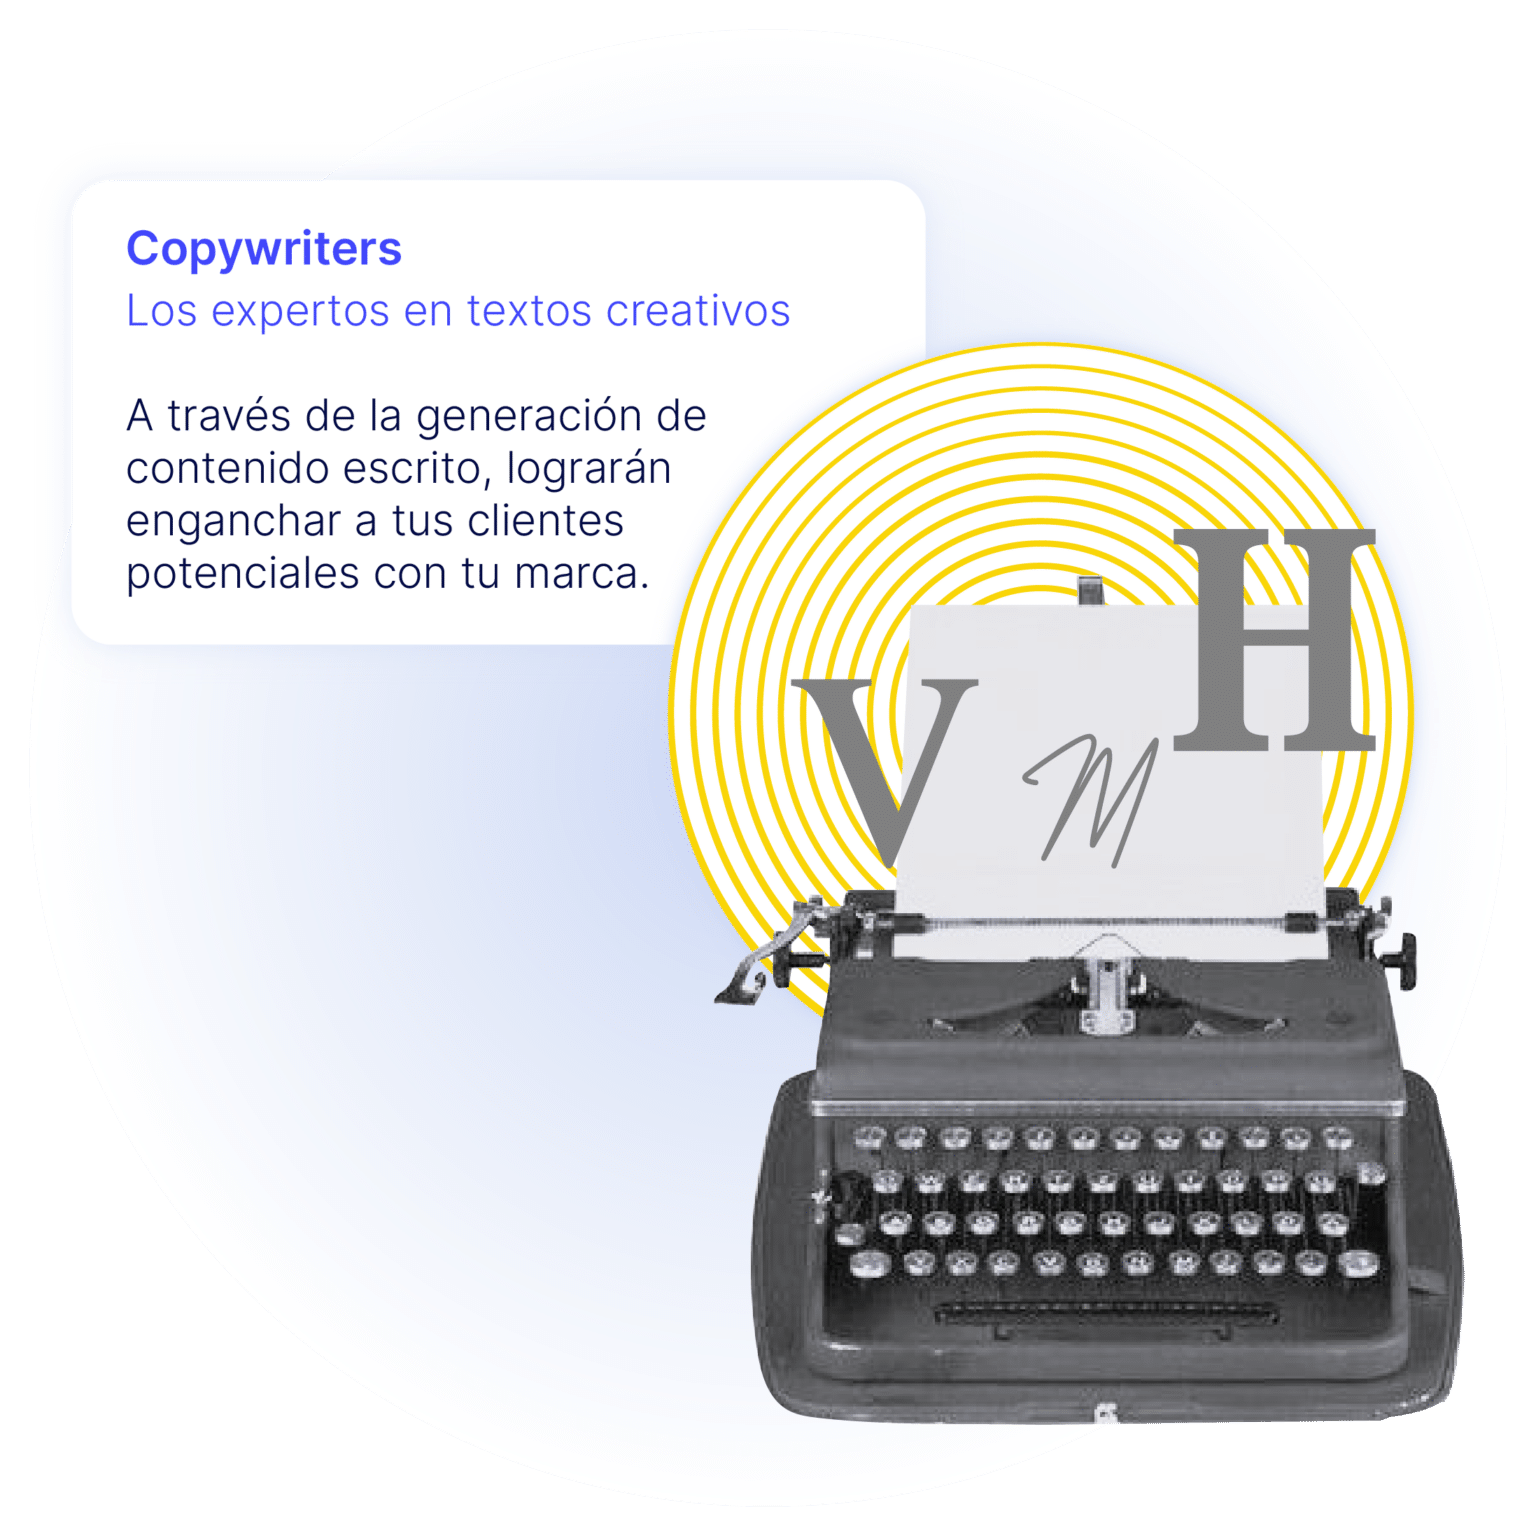 Copywriters
Los expertos en textos creativos
A través de la generación de
contenido escrito, lograrán
enganchar a tus clientes
potenciales con tu marca.
H
V
M